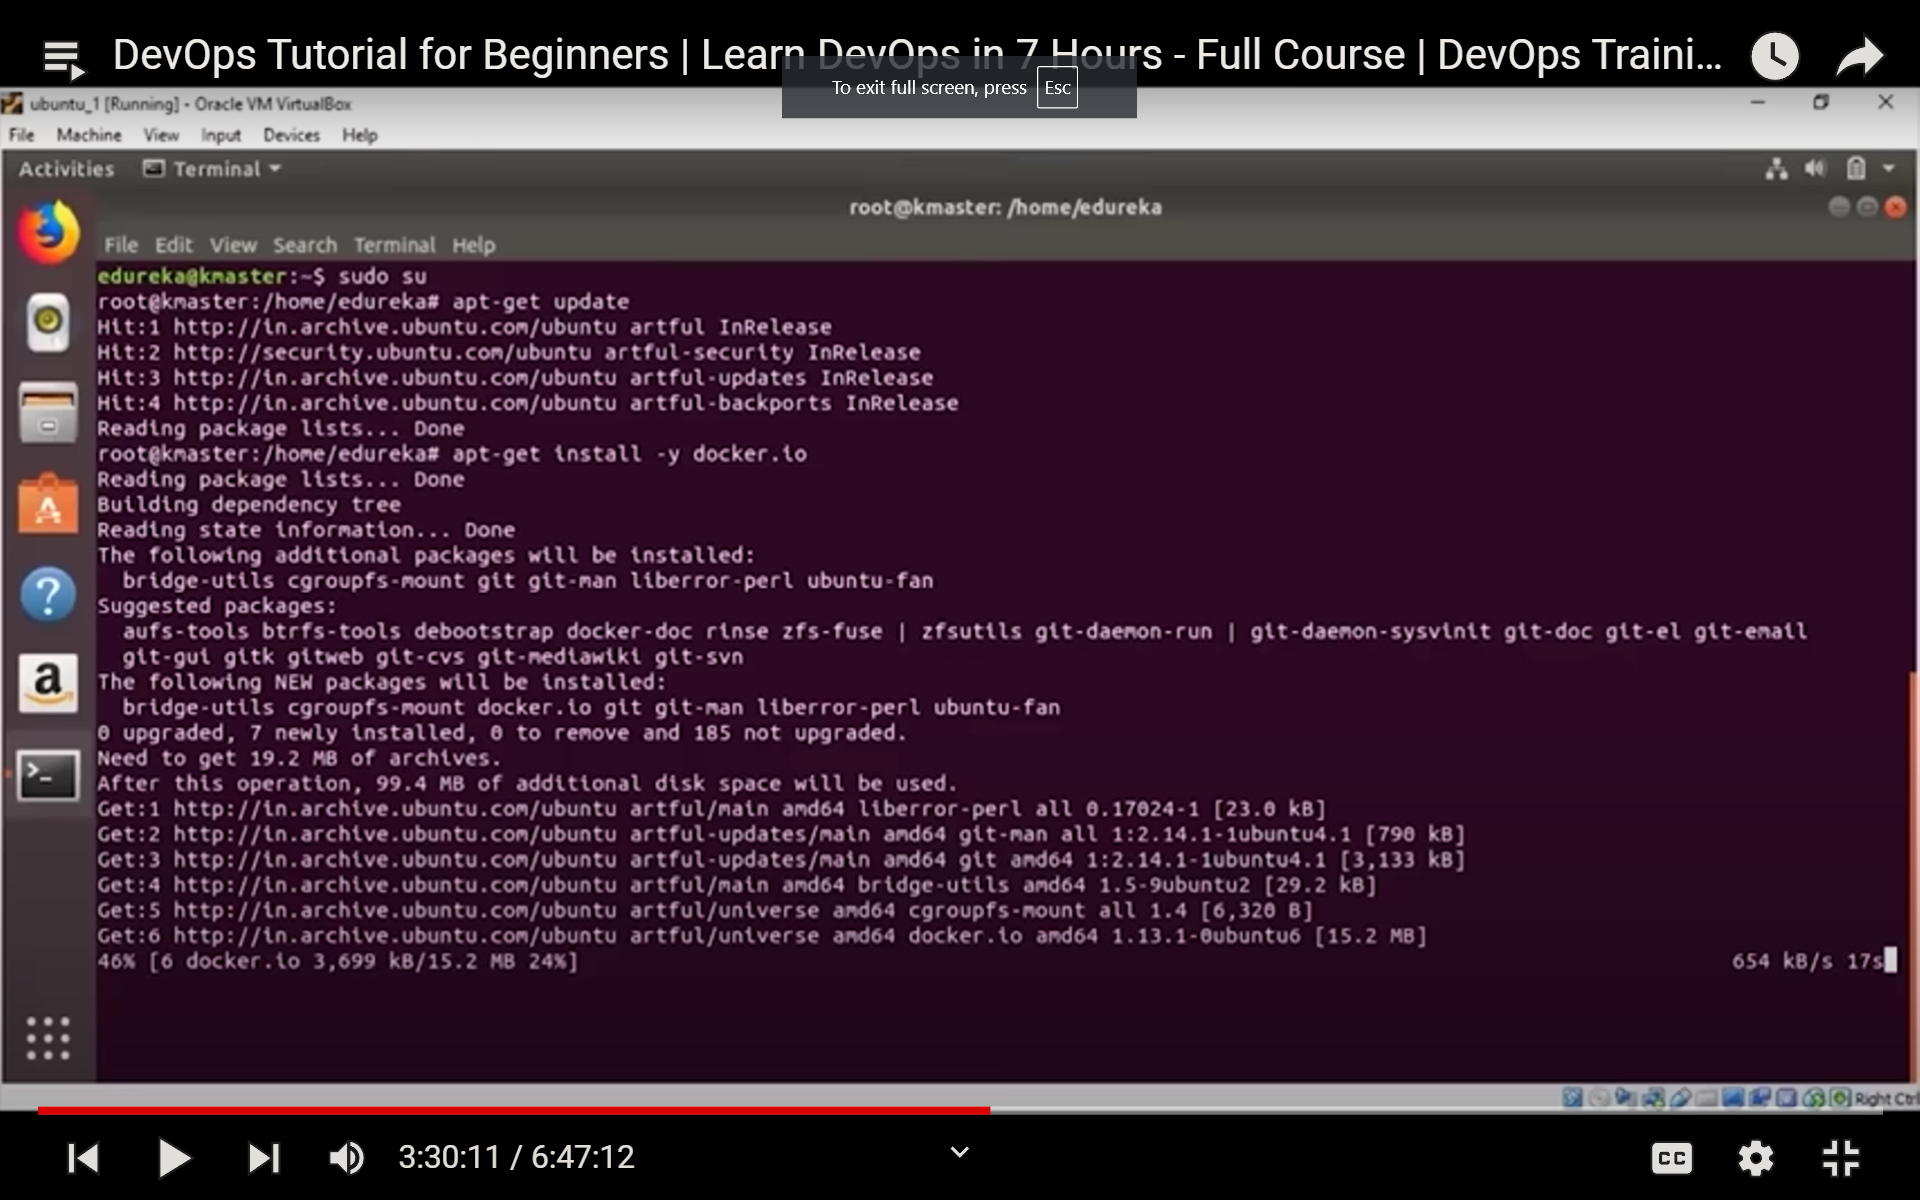 DevOps Tutorial for Beginners | Learn DevOps in 7 Hours - Full Course | DevOps Traini...
To exit full screen, press Esc
ubuntu_1 [Running] - Oracle VM VirtualBox
File Machine View Input Devices Help
Activities Terminal
root@kmaster: /home/edureka
File Edit View Search Terminal Help
edureka@kmaster:~$ sudo su
root@kmaster:/home/edureka# apt-get update
Hit:1 http://in.archive.ubuntu.com/ubuntu artful InRelease
Hit:2 http://security.ubuntu.com/ubuntu artful-security InRelease
Hit:3 http://in.archive.ubuntu.com/ubuntu artful-updates InRelease
Hit:4 http://in.archive.ubuntu.com/ubuntu artful-backports InRelease
Reading package lists... Done
root@kmaster:/home/edureka# apt-get install -y docker.io
Reading package lists... Done
Building dependency tree
Reading state information... Done
The following additional packages will be installed:
bridge-utils cgroupfs-mount git git-man liberror-perl ubuntu-fan
Suggested packages:
aufs-tools btrfs-tools debootstrap docker-doc rinse zfs-fuse | zfsutils git-daemon-run | git-daemon-sysvinit git-doc git-el git-email
git-gui gitk gitweb git-cvs git-mediawiki git-svn
The following NEW packages will be installed:
bridge-utils cgroupfs-mount docker.io git git-man liberror-perl ubuntu-fan
0 upgraded, 7 newly installed, 0 to remove and 185 not upgraded.
Need to get 19.2 MB of archives.
After this operation, 99.4 MB of additional disk space will be used.
Get:1 http://in.archive.ubuntu.com/ubuntu artful/main amd64 liberror-perl all 0.17024-1 [23.0 kB]
Get:2 http://in.archive.ubuntu.com/ubuntu artful-updates/main amd64 git-man all 1:2.14.1-1ubuntu4.1 [790 kB]
Get:3 http://in.archive.ubuntu.com/ubuntu artful-updates/main amd64 git amd64 1:2.14.1-1ubuntu4.1 [3,133 kB]
Get:4 http://in.archive.ubuntu.com/ubuntu artful/main amd64 bridge-utils amd64 1.5-9ubuntu2 [29.2 kB]
Get:5 http://in.archive.ubuntu.com/ubuntu artful/universe amd64 cgroupfs-mount all 1.4 [6,320 B]
Get:6 http://in.archive.ubuntu.com/ubuntu artful/universe amd64 docker.io amd64 1.13.1-0ubuntu6 [15.2 MB]
46% [6 docker.io 3,699 kB/15.2 MB 24%] 654 kB/s 17s
Right Ctrl
3:30:11 / 6:47:12
CC